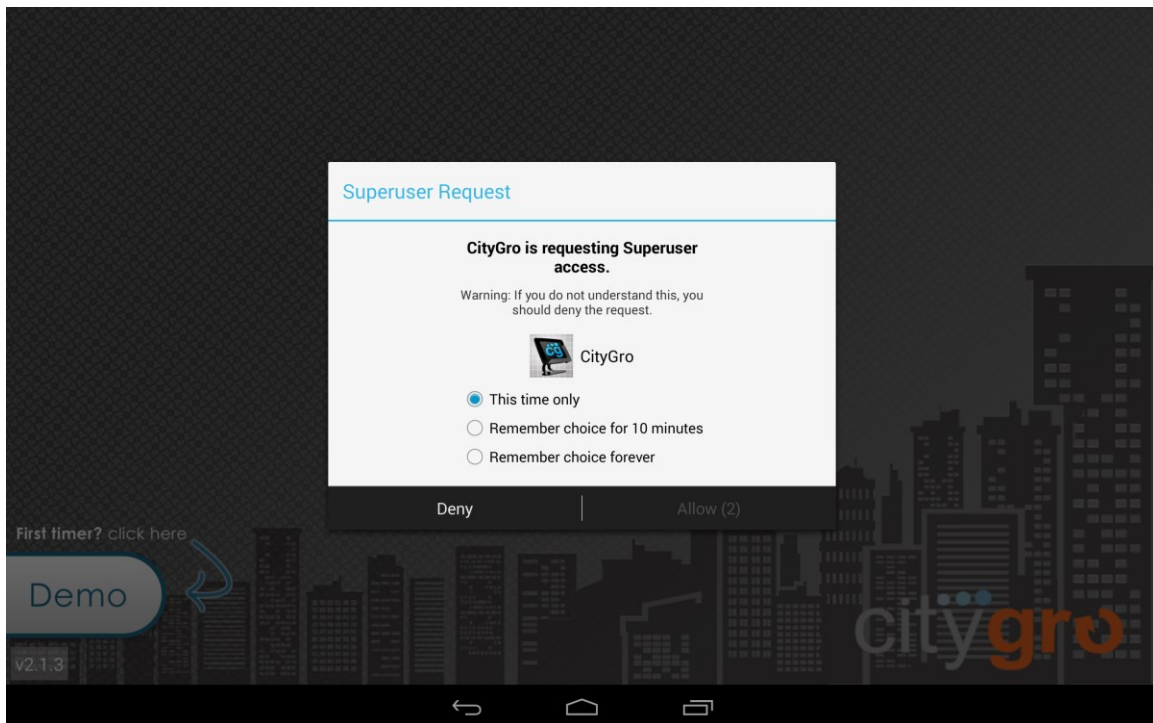 Superuser Request
CityGro is requesting Superuser
access.
Warning: If you do not understand this, you
should deny the request.
cg
CityGro
This time only
Remember choice for 10 minutes
Remember choice forever
Deny
Allow (2)
First timer? click here
Demo
citygro
v2.1.3